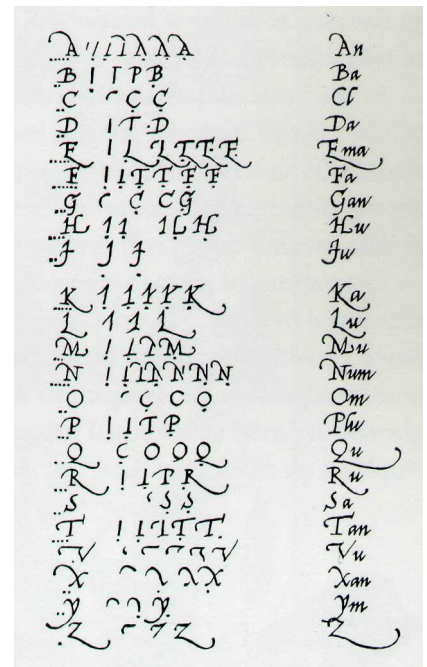 A An
B Ba
C Cl
D Da
E Ema
F Fa
G Gan
H Hu
J Ju
K Ka
L Lu
M Mu
N Num
O Om
P Plu
Q Qu
R Ru
S Sa
T Tan
V Vu
X Xan
Y Ym
Z Z